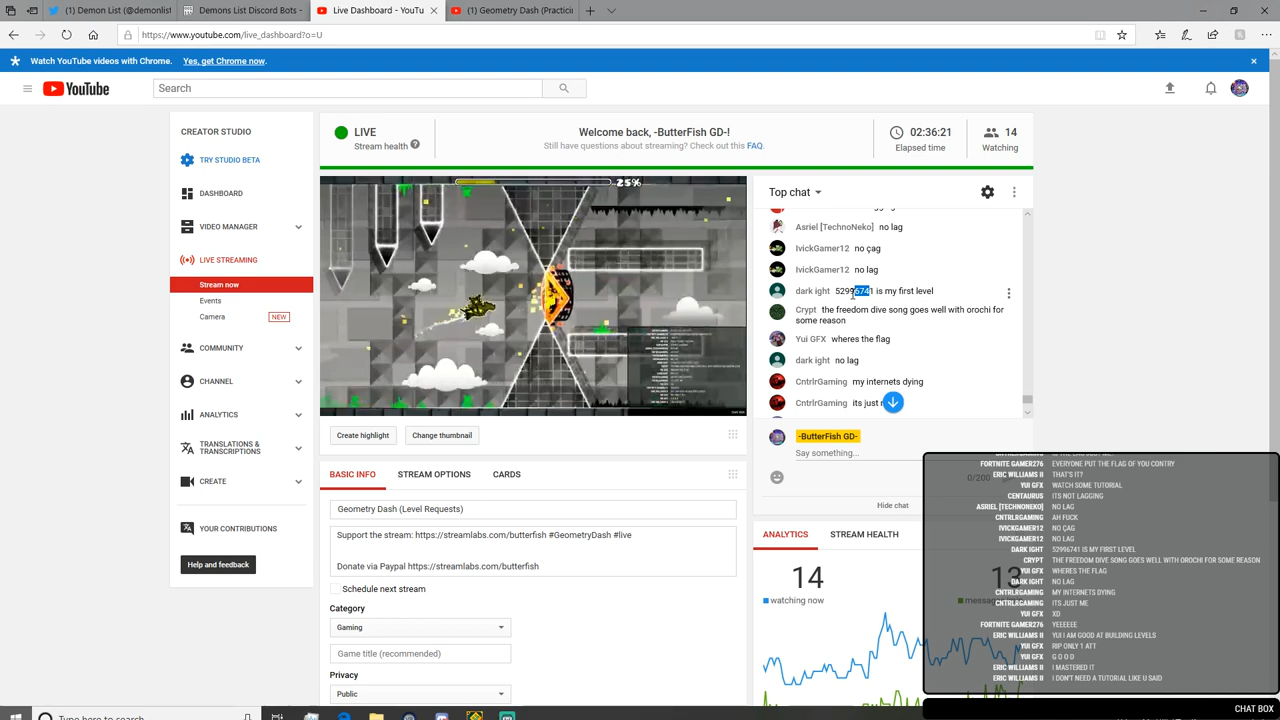 (1) Demon List (@demonlist
Demons List Discord Bots -
Live Dashboard - YouTu
(1) Geometry Dash (Practicin
https://www.youtube.com/live_dashboard?o=U
Watch YouTube videos with Chrome. Yes, get Chrome now.
YouTube
Search
CREATOR STUDIO
TRY STUDIO BETA
DASHBOARD
VIDEO MANAGER
LIVE STREAMING
Stream now
Events
Camera NEW
COMMUNITY
CHANNEL
ANALYTICS
TRANSLATIONS &
TRANSCRIPTIONS
CREATE
YOUR CONTRIBUTIONS
Help and feedback
LIVE
Stream health
Welcome back, -ButterFish GD-!
Still have questions about streaming? Check out this FAQ.
02:36:21
Elapsed time
14
Watching
25%
Create highlight
Change thumbnail
BASIC INFO
STREAM OPTIONS
CARDS
Geometry Dash (Level Requests)
Support the stream: https://streamlabs.com/butterfish #GeometryDash #live
Donate via Paypal https://streamlabs.com/butterfish
Schedule next stream
Category
Gaming
Game title (recommended)
Privacy
Public
Top chat
Asriel [TechnoNeko] no lag
IvickGamer12 no çag
IvickGamer12 no lag
dark ight 52996741 is my first level
Crypt the freedom dive song goes well with orochi for
some reason
Yui GFX wheres the flag
dark ight no lag
CntrlrGaming my internets dying
CntrlrGaming its just
-ButterFish GD-
Say something...
0/200
Hide chat
ANALYTICS
STREAM HEALTH
14
watching now
13
FORTNITE GAMER276 EVERYONE PUT THE FLAG OF YOU CONTRY
ERIC WILLIAMS II THAT'S IT?
YUI GFX WATCH SOME TUTORIAL
CENTAURUS ITS NOT LAGGING
ASRIEL [TECHNONEKO] NO LAG
CNTRLRGAMING AH FUCK
IVICKGAMER12 NO ÇAG
IVICKGAMER12 NO LAG
DARK IGHT 52996741 IS MY FIRST LEVEL
CRYPT THE FREEDOM DIVE SONG GOES WELL WITH OROCHI FOR SOME REASON
YUI GFX WHERES THE FLAG
DARK IGHT NO LAG
CNTRLRGAMING MY INTERNETS DYING
CNTRLRGAMING ITS JUST ME
YUI GFX XD
FORTNITE GAMER276 YEEEEEE
ERIC WILLIAMS II YUI I AM GOOD AT BUILDING LEVELS
YUI GFX RIP ONLY 1 ATT
YUI GFX G O O D
ERIC WILLIAMS II I MASTERED IT
ERIC WILLIAMS II I DON'T NEED A TUTORIAL LIKE U SAID
CHAT BOX
Type here to search